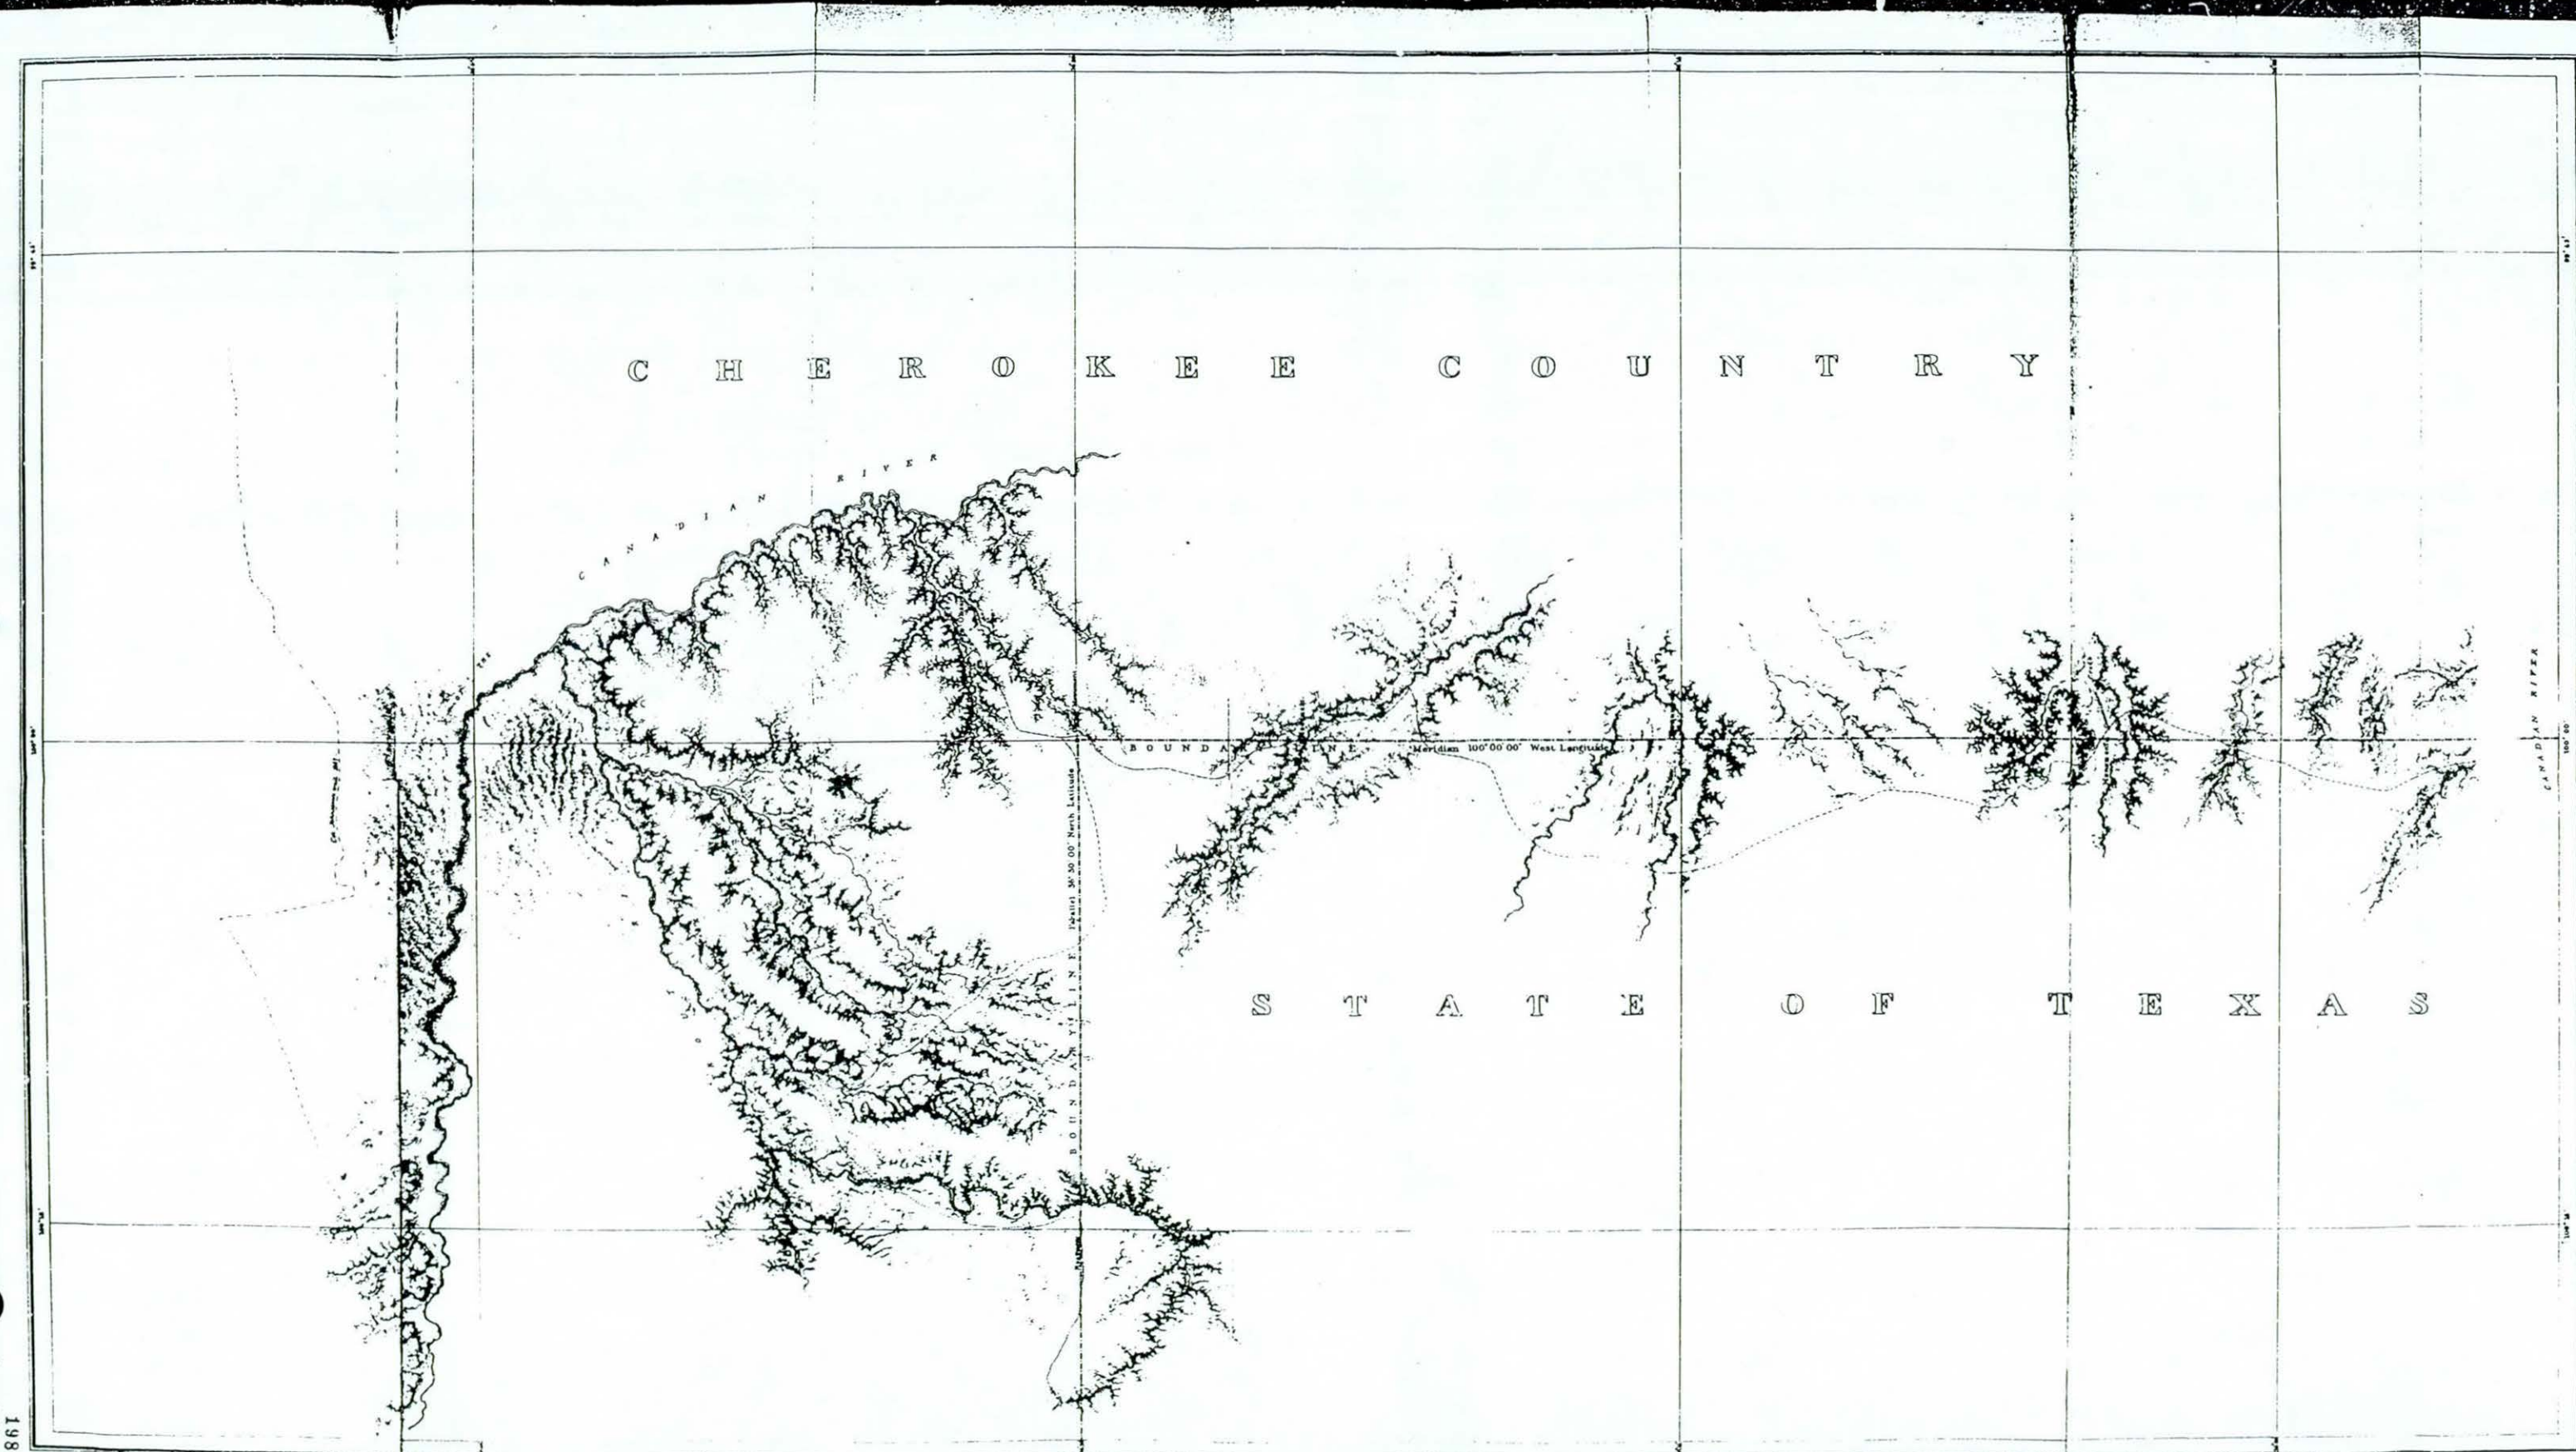 CHEROKEE COUNTRY
CANADIAN RIVER
THE
BOUNDARY LINE Meridian 100° 00' 00" West Longitude
BOUNDARY LINE Parallel 36° 30' 00" North Latitude
CANADIAN RIVER
STATE OF TEXAS
198